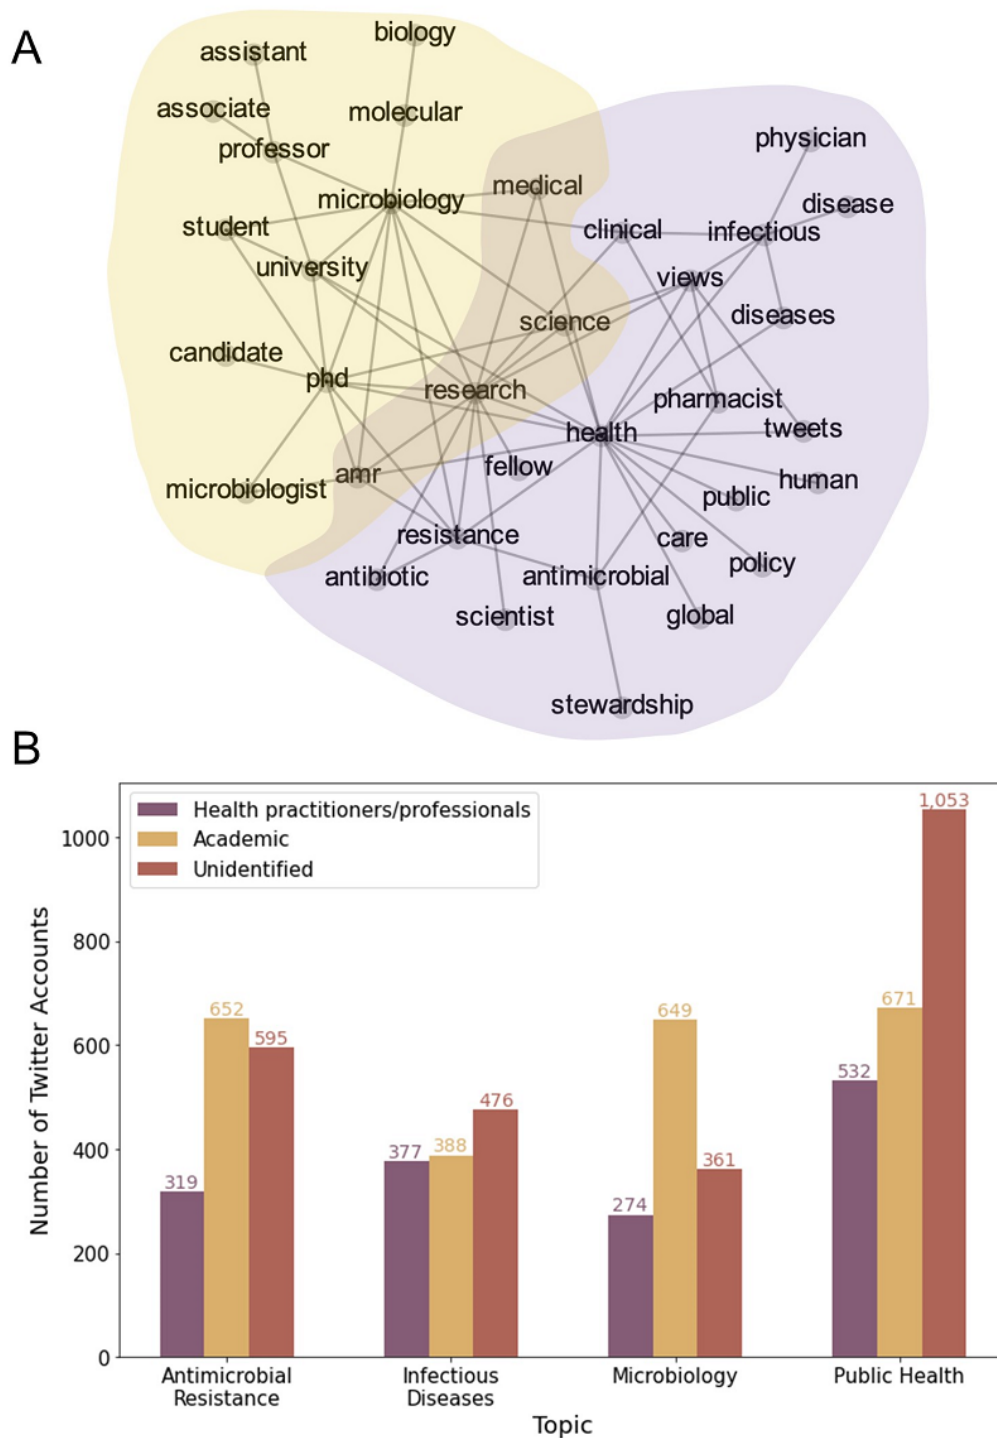 A
biology
assistant
associate
molecular
physician
professor
medical
disease
microbiology
student
clinical
infectious
university
views
diseases
science
candidate
phd
research
pharmacist
health
tweets
fellow
amr
human
microbiologist
public
resistance
care
policy
antibiotic
antimicrobial
scientist
global
stewardship
B
Health practitioners/professionals
Academic
Unidentified
1,053
1000
800
600
400
200
0
Number of Twitter Accounts
319
652
595
377
388
476
274
649
361
532
671
Antimicrobial
Resistance
Infectious
Diseases
Microbiology
Public Health
Topic